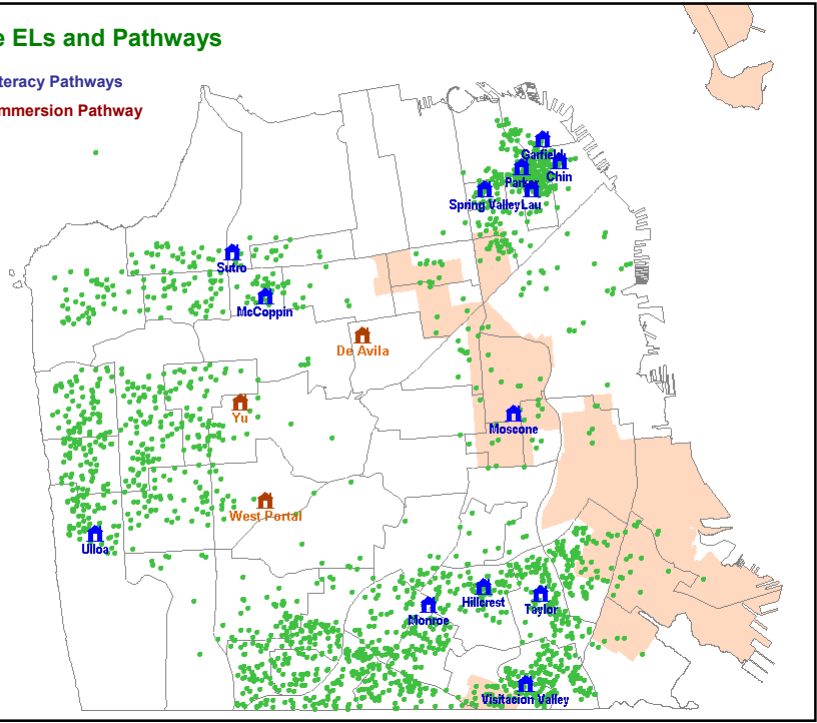 e ELs and Pathways
teracy Pathways
mmersion Pathway
Garfield
Chin
Parker
Spring Valley
Lau
Sutro
McCoppin
De Avila
Yu
Moscone
West Portal
Ulloa
Hillcrest
Taylor
Monroe
Visitacion Valley